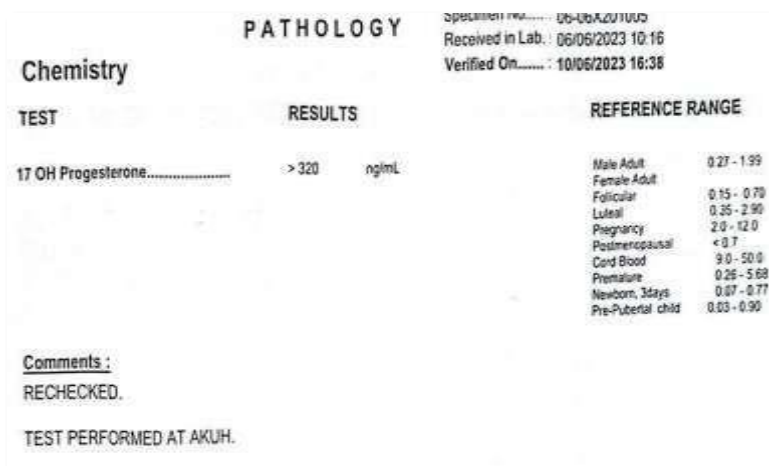 Specimen No..... : 06-06X201005
PATHOLOGY
Received in Lab. : 06/06/2023 10:16
Chemistry
Verified On....... : 10/06/2023 16:38
TEST RESULTS REFERENCE RANGE
17 OH Progesterone.................... > 320 ng/mL
Male Adult 0.27 - 1.99
Female Adult
Follicular 0.15 - 0.70
Luteal 0.35 - 2.90
Pregnancy 2.0 - 12.0
Postmenopausal < 0.7
Cord Blood 9.0 - 50.0
Premature 0.26 - 5.68
Newborn, 3days 0.07 - 0.77
Pre-Pubertal child 0.03 - 0.90
Comments :
RECHECKED.
TEST PERFORMED AT AKUH.